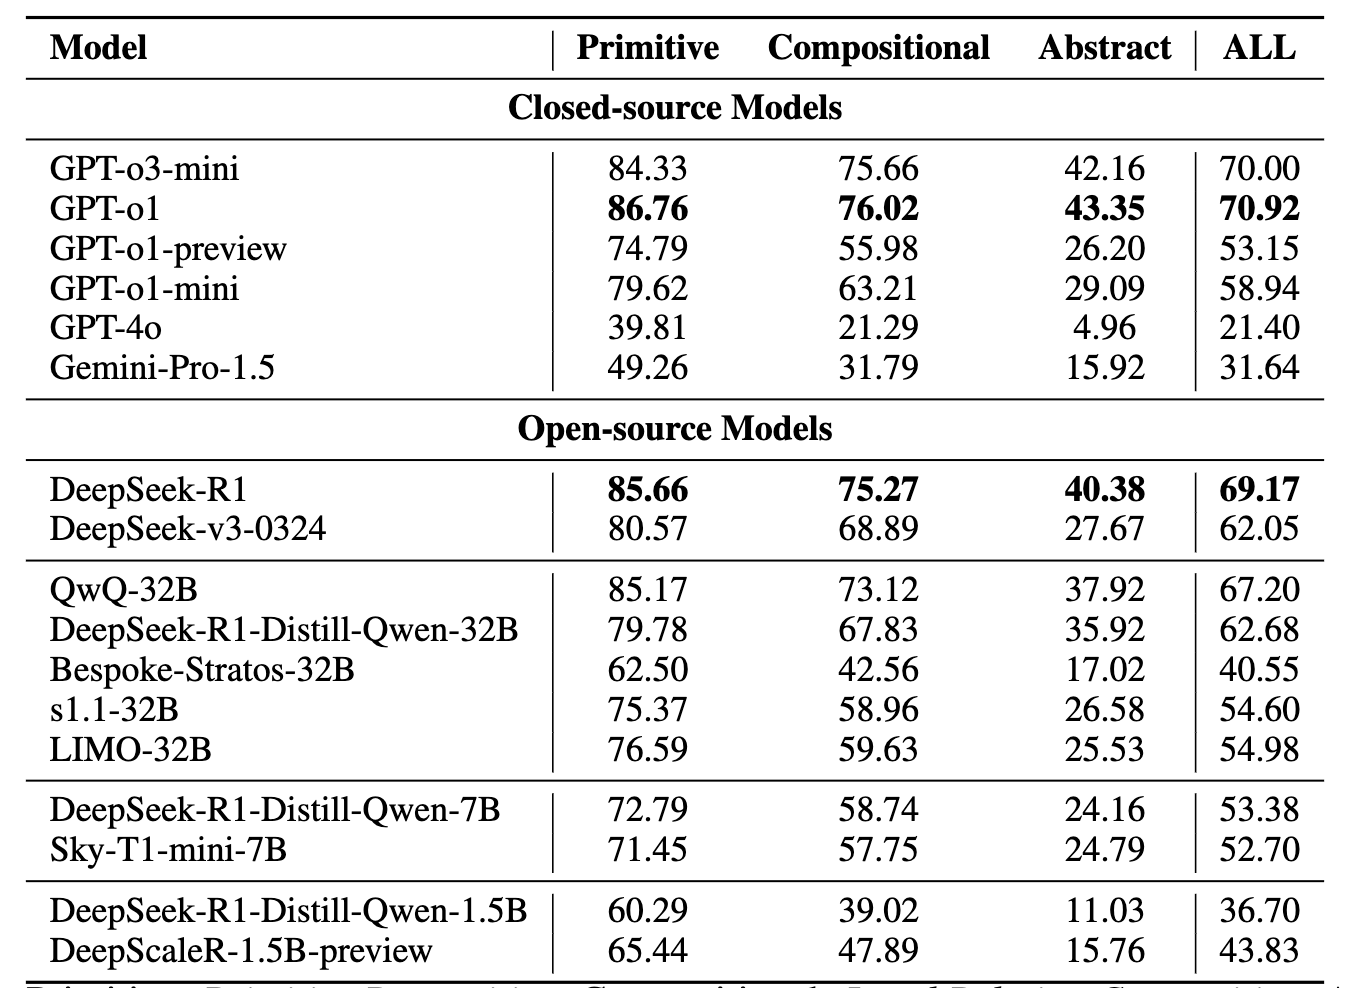 Model Primitive Compositional Abstract ALL
Closed-source Models
GPT-o3-mini 84.33 75.66 42.16 70.00
GPT-o1 86.76 76.02 43.35 70.92
GPT-o1-preview 74.79 55.98 26.20 53.15
GPT-o1-mini 79.62 63.21 29.09 58.94
GPT-4o 39.81 21.29 4.96 21.40
Gemini-Pro-1.5 49.26 31.79 15.92 31.64
Open-source Models
DeepSeek-R1 85.66 75.27 40.38 69.17
DeepSeek-v3-0324 80.57 68.89 27.67 62.05
QwQ-32B 85.17 73.12 37.92 67.20
DeepSeek-R1-Distill-Qwen-32B 79.78 67.83 35.92 62.68
Bespoke-Stratos-32B 62.50 42.56 17.02 40.55
s1.1-32B 75.37 58.96 26.58 54.60
LIMO-32B 76.59 59.63 25.53 54.98
DeepSeek-R1-Distill-Qwen-7B 72.79 58.74 24.16 53.38
Sky-T1-mini-7B 71.45 57.75 24.79 52.70
DeepSeek-R1-Distill-Qwen-1.5B 60.29 39.02 11.03 36.70
DeepScaleR-1.5B-preview 65.44 47.89 15.76 43.83